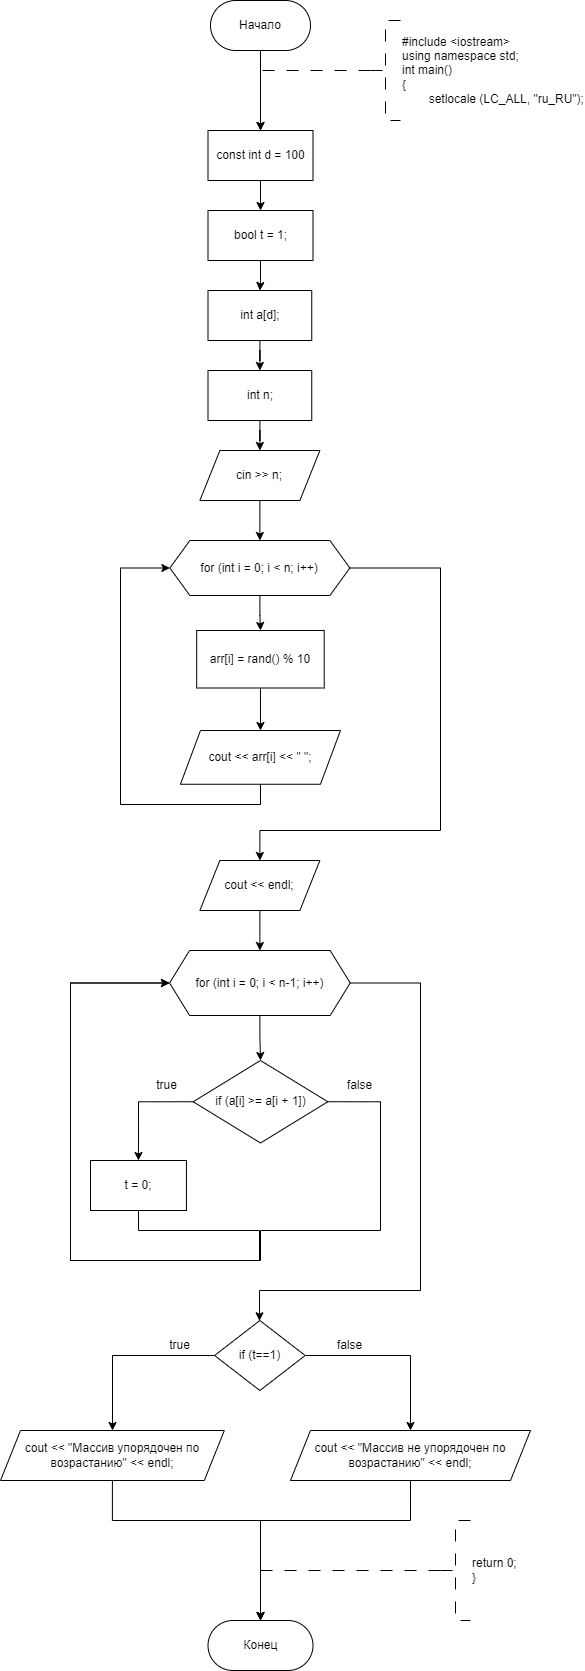 Начало
#include <iostream>
using namespace std;
int main()
{
setlocale (LC_ALL, "ru_RU");
const int d = 100
bool t = 1;
int a[d];
int n;
cin >> n;
for (int i = 0; i < n; i++)
arr[i] = rand() % 10
cout << arr[i] << " ";
cout << endl;
for (int i = 0; i < n-1; i++)
true
false
if (a[i] >= a[i + 1])
t = 0;
true
false
if (t==1)
cout << "Массив упорядочен по
возрастанию" << endl;
cout << "Массив не упорядочен по
возрастанию" << endl;
return 0;
}
Конец